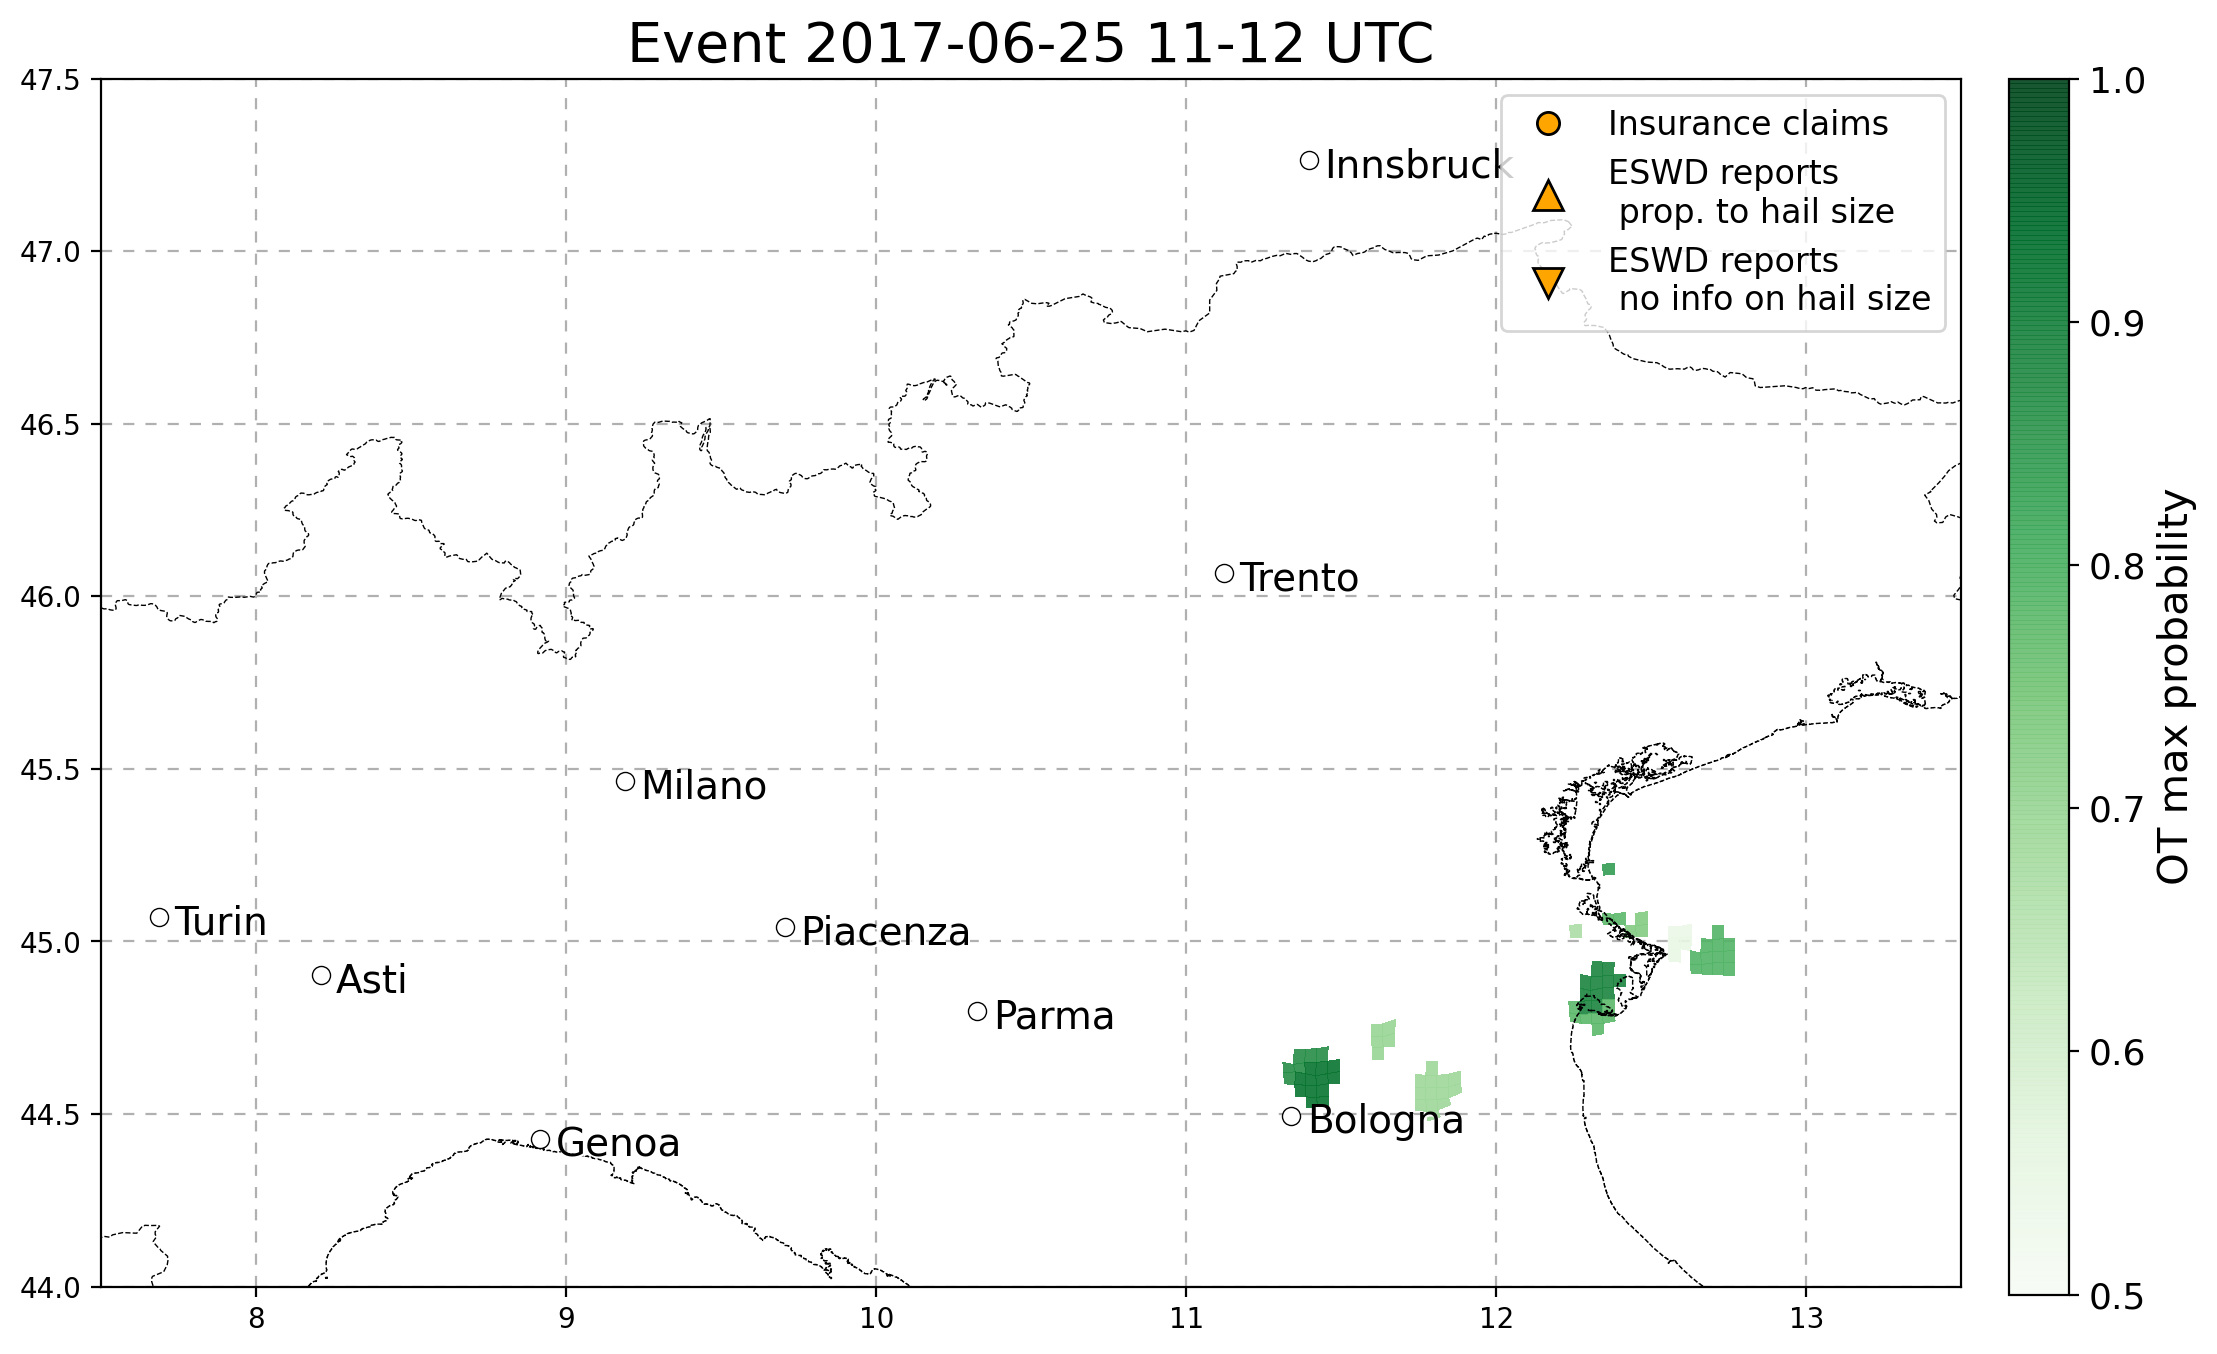 Event 2017-06-25 11-12 UTC
47.5
47.0
46.5
46.0
45.5
45.0
44.5
44.0
8
9
10
11
12
13
Insurance claims
ESWD reports
prop. to hail size
ESWD reports
no info on hail size
Innsbruck
Trento
Milano
Turin
Piacenza
Asti
Parma
Bologna
Genoa
1.0
0.9
0.8
0.7
0.6
0.5
OT max probability